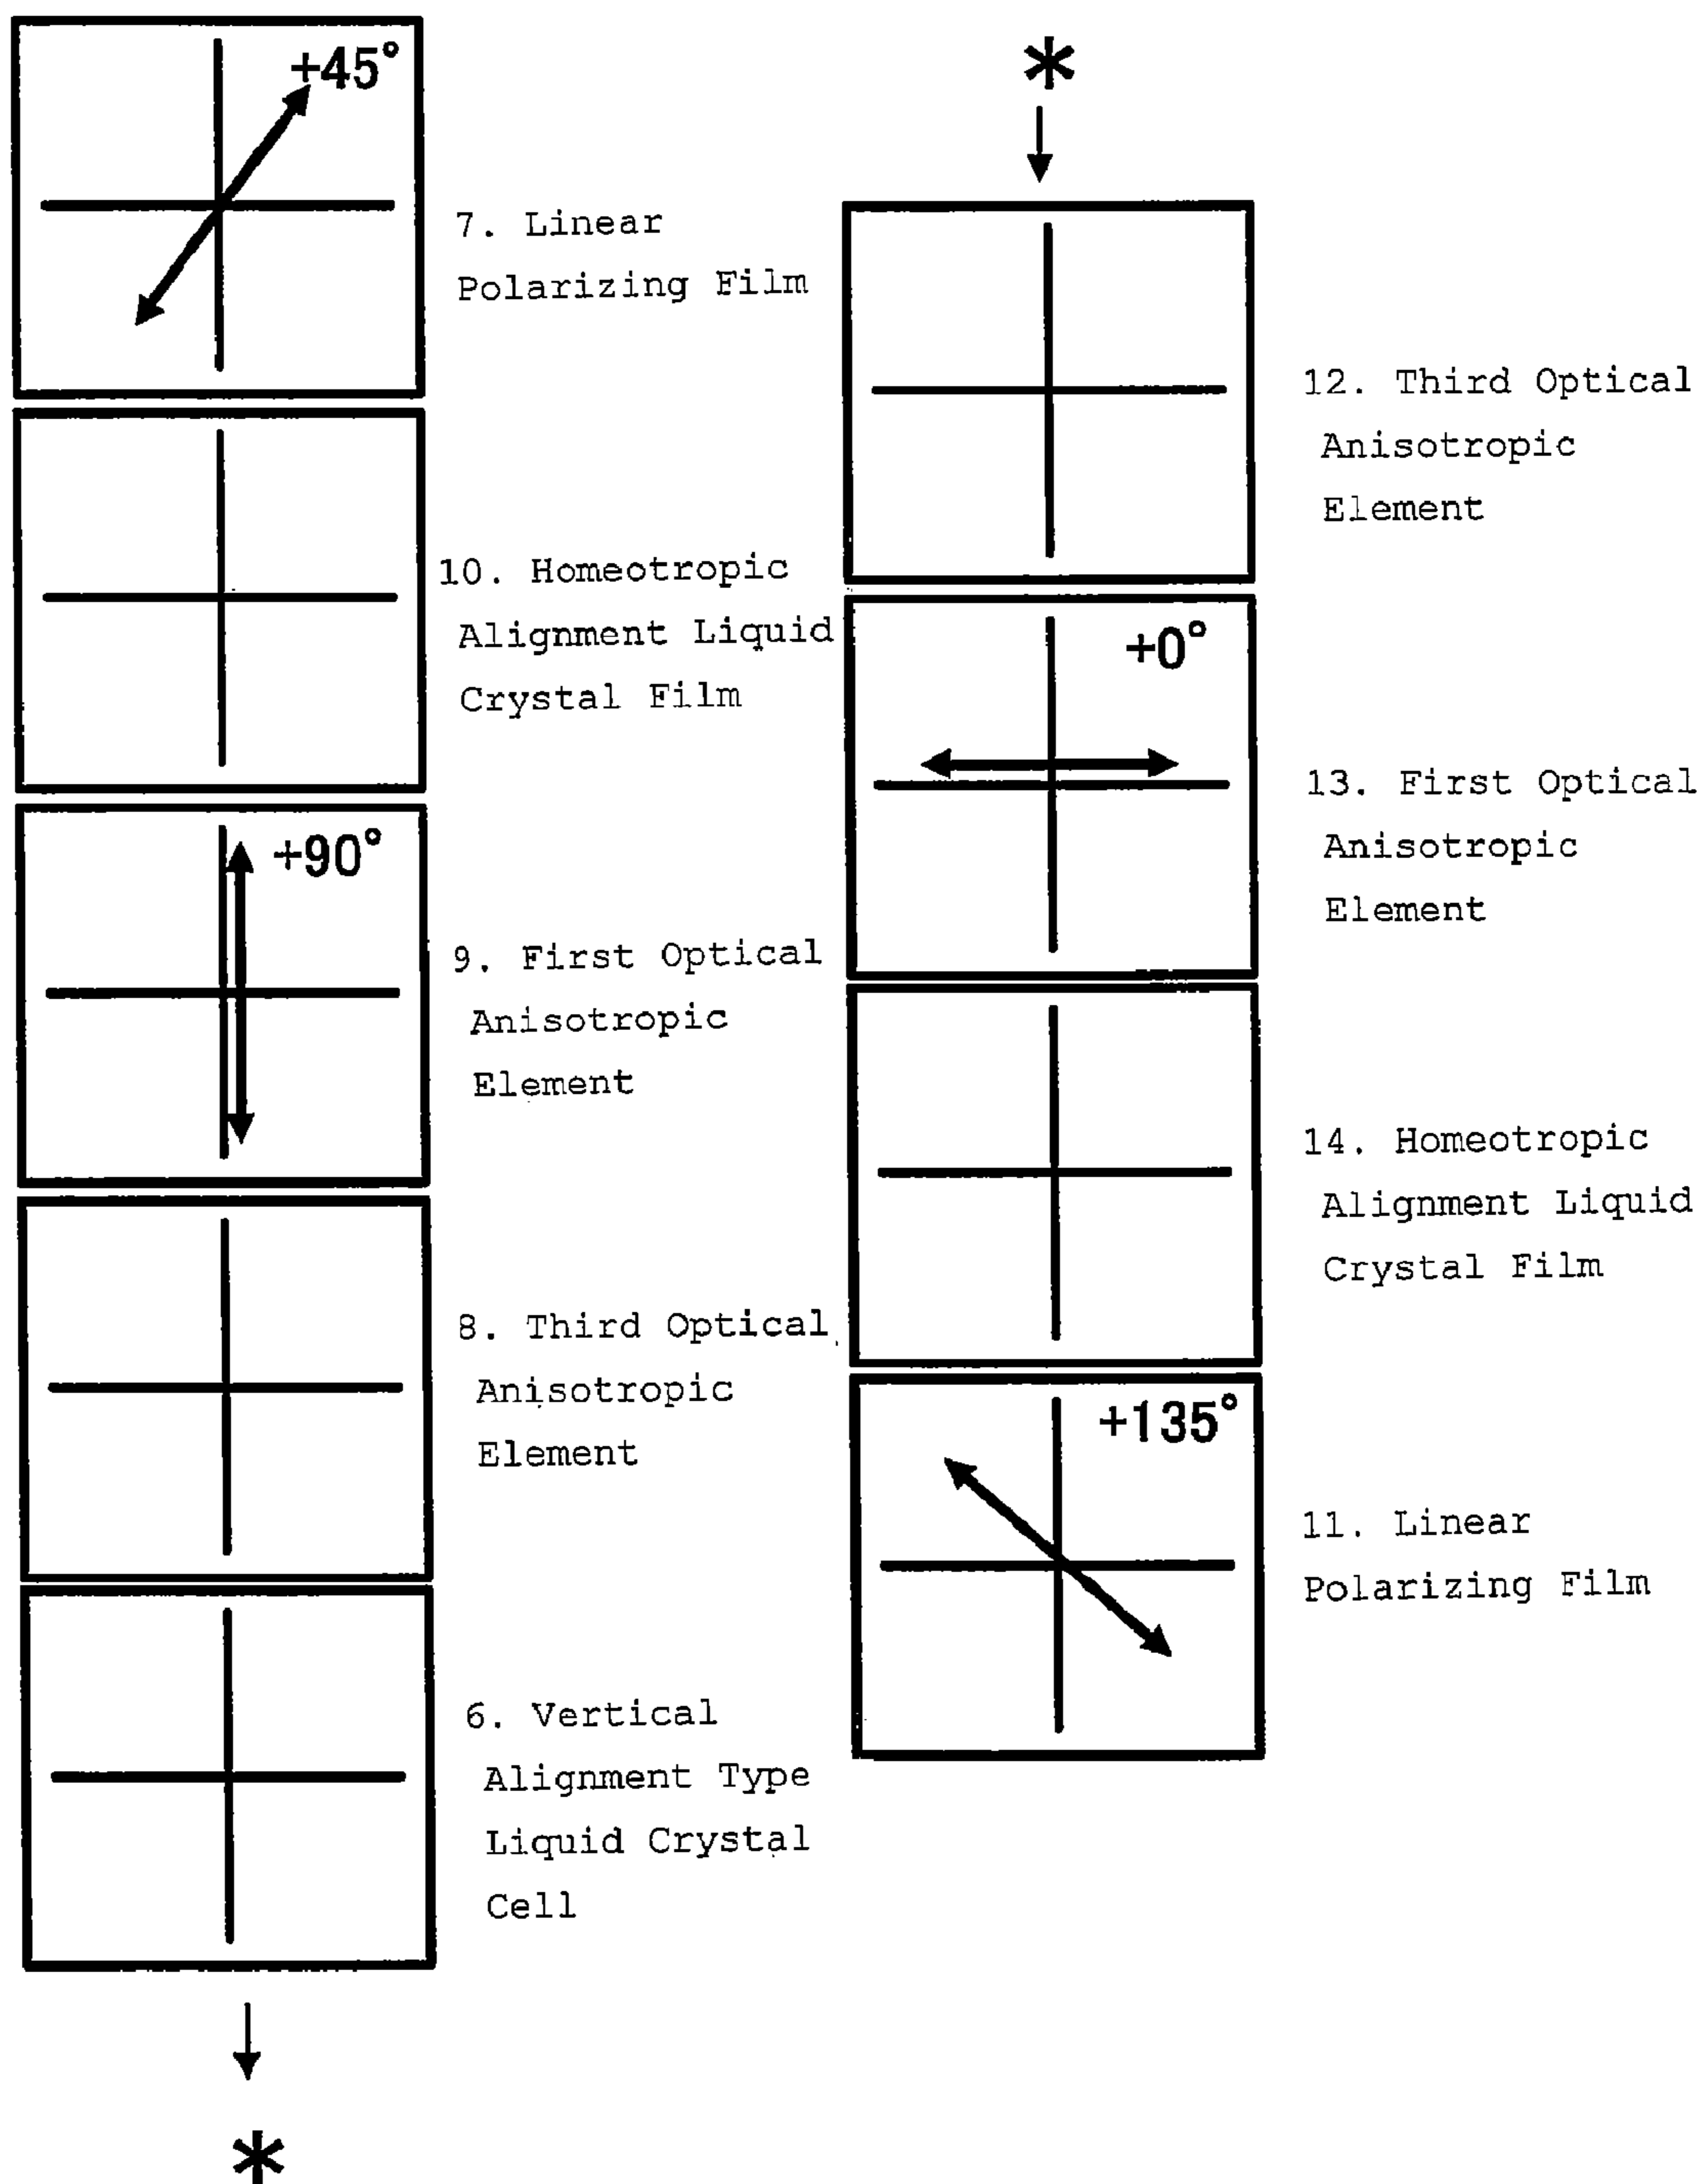 +45°
7. Linear
Polarizing Film
10. Homeotropic
Alignment Liquid
Crystal Film
+90°
9. First Optical
Anisotropic
Element
8. Third Optical
Anisotropic
Element
6. Vertical
Alignment Type
Liquid Crystal
Cell
*
*
12. Third Optical
Anisotropic
Element
+0°
13. First Optical
Anisotropic
Element
14. Homeotropic
Alignment Liquid
Crystal Film
+135°
11. Linear
Polarizing Film